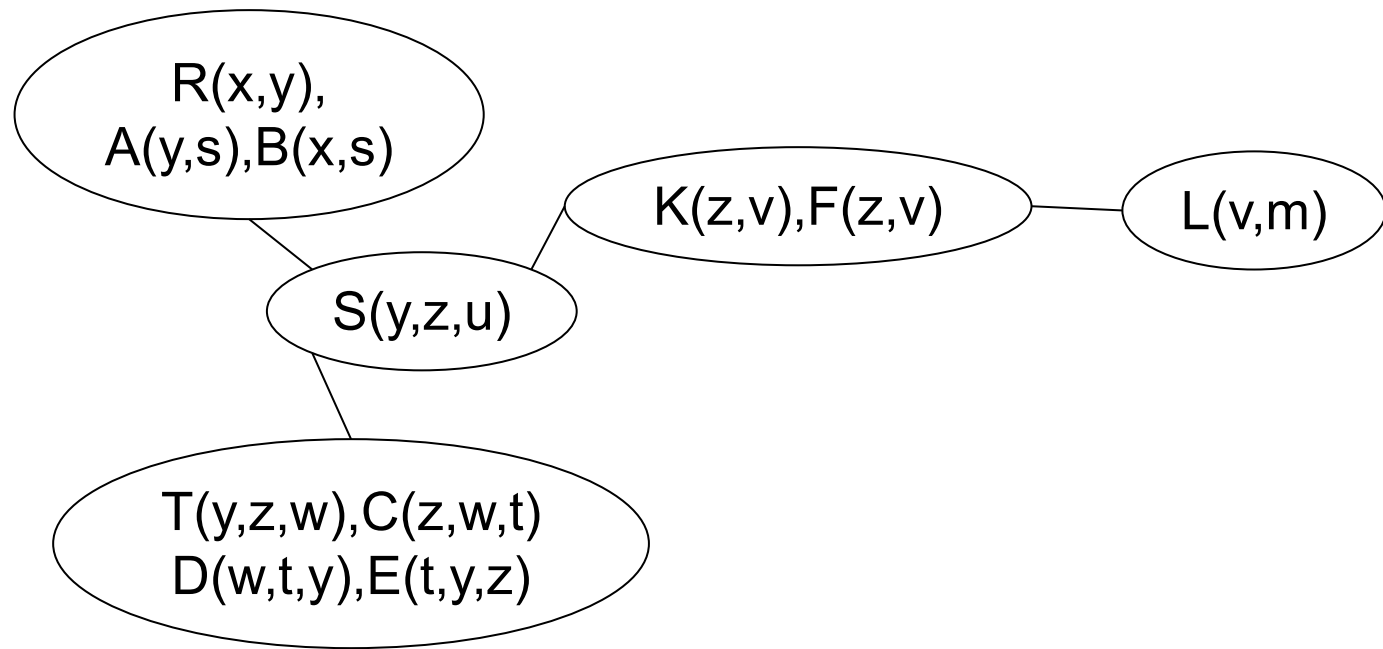 R(x,y),
A(y,s),B(x,s)
K(z,v),F(z,v)
L(v,m)
S(y,z,u)
T(y,z,w),C(z,w,t)
D(w,t,y),E(t,y,z)